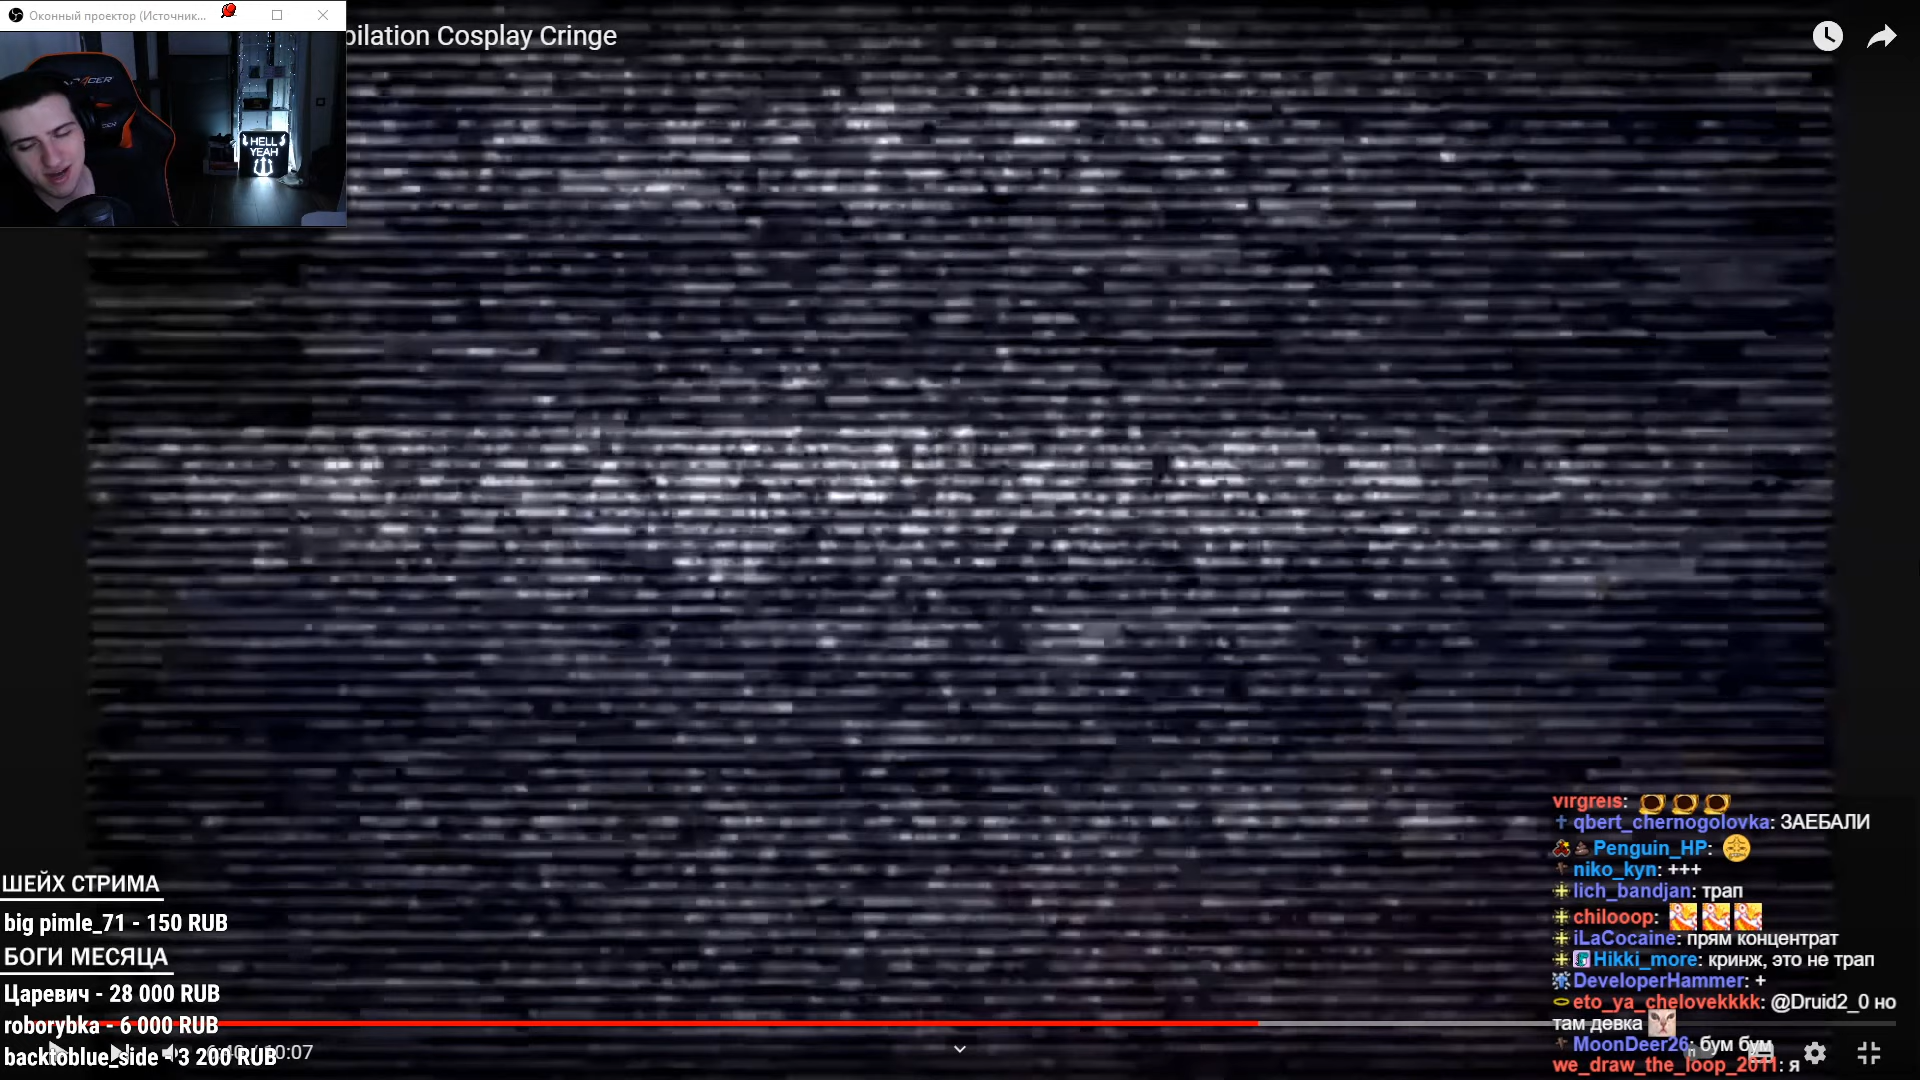 Оконный проектор (Источник...
pilation Cosplay Cringe
HELL
YEAH
virgreis:
qbert_chernogolovka: ЗАЕБАЛИ
Penguin_HP:
niko_kyn: +++
lich_bandjan: трап
chilooop:
iLaCocaine: прям концентрат
Hikki_more: кринж, это не трап
DeveloperHammer: +
eto_ya_chelovekkkk: @Druid2_0 но
там девка
MoonDeer26: бум бум
we_draw_the_loop_2011: я
ШЕЙХ СТРИМА
big pimle_71 - 150 RUB
БОГИ МЕСЯЦА
Царевич - 28 000 RUB
roborybka - 6 000 RUB
backtoblue_side - 3 200 RUB
10:07